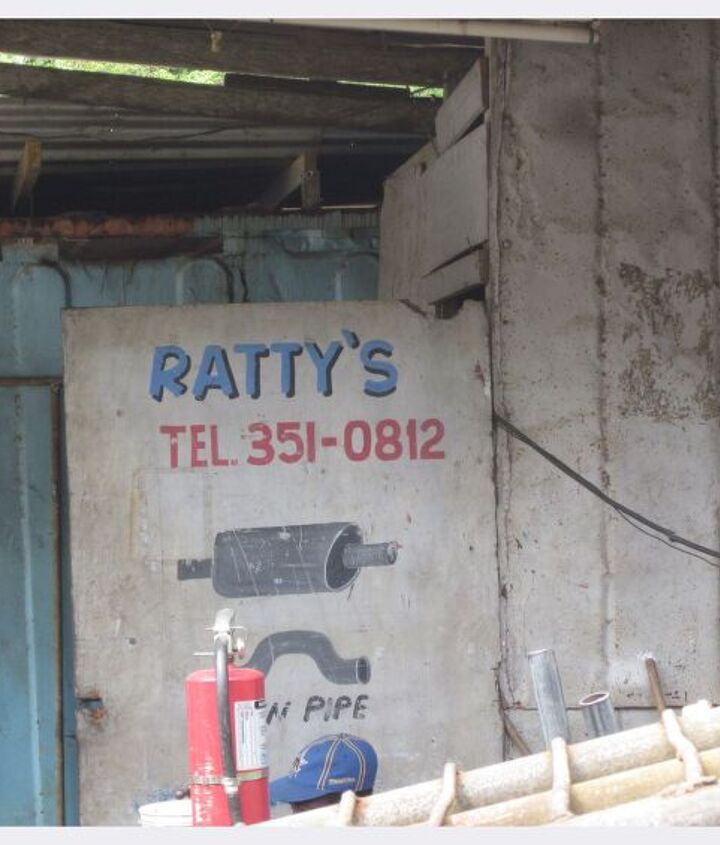 RATTY'S
TEL. 351-0812
PIPE